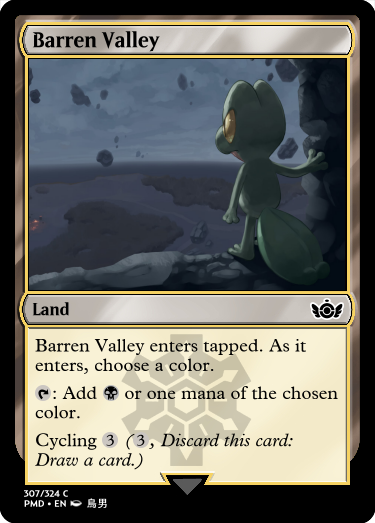 Barren Valley
Land
Barren Valley enters tapped. As it
enters, choose a color.
: Add or one mana of the chosen
color.
Cycling 3 (3, Discard this card:
Draw a card.)
307/324 C
PMD • EN 烏男